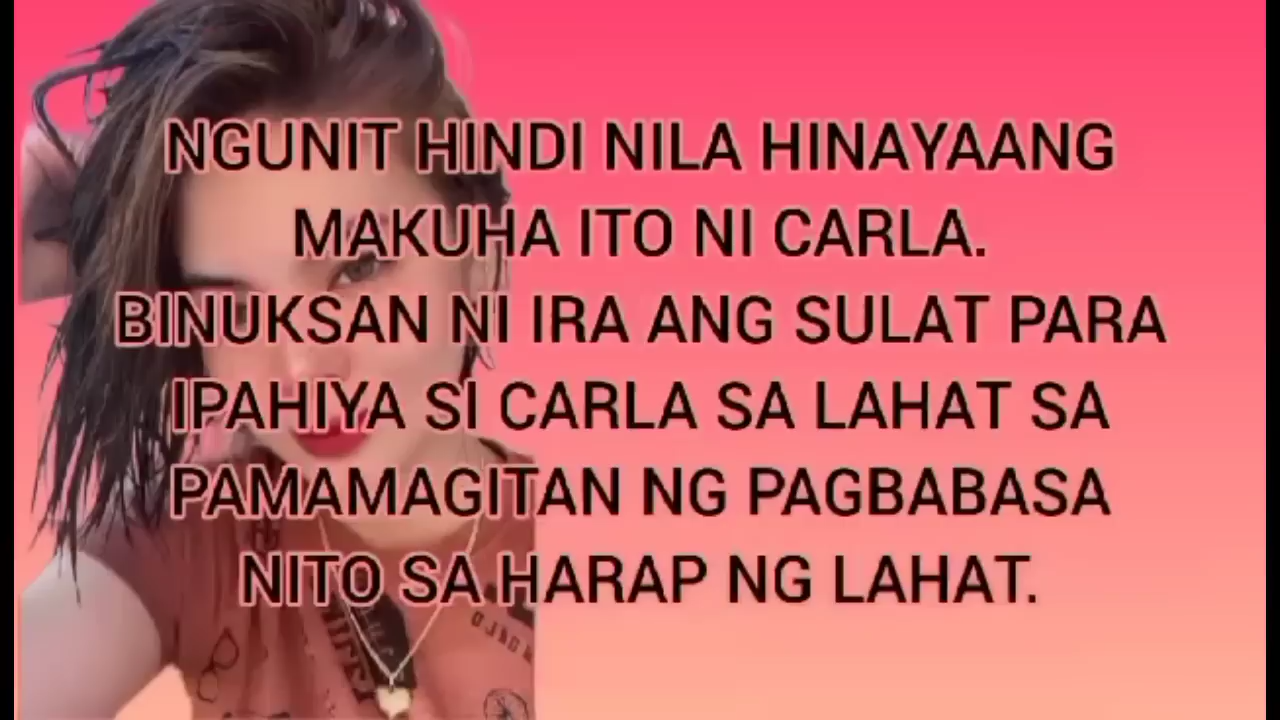 NGUNIT HINDI NILA HINAYAANG
MAKUHA ITO NI CARLA.
BINUKSAN NI IRA ANG SULAT PARA
IPAHIYA SI CARLA SA LAHAT SA
PAMAMAGITAN NG PAGBABASA
NITO SA HARAP NG LAHAT.